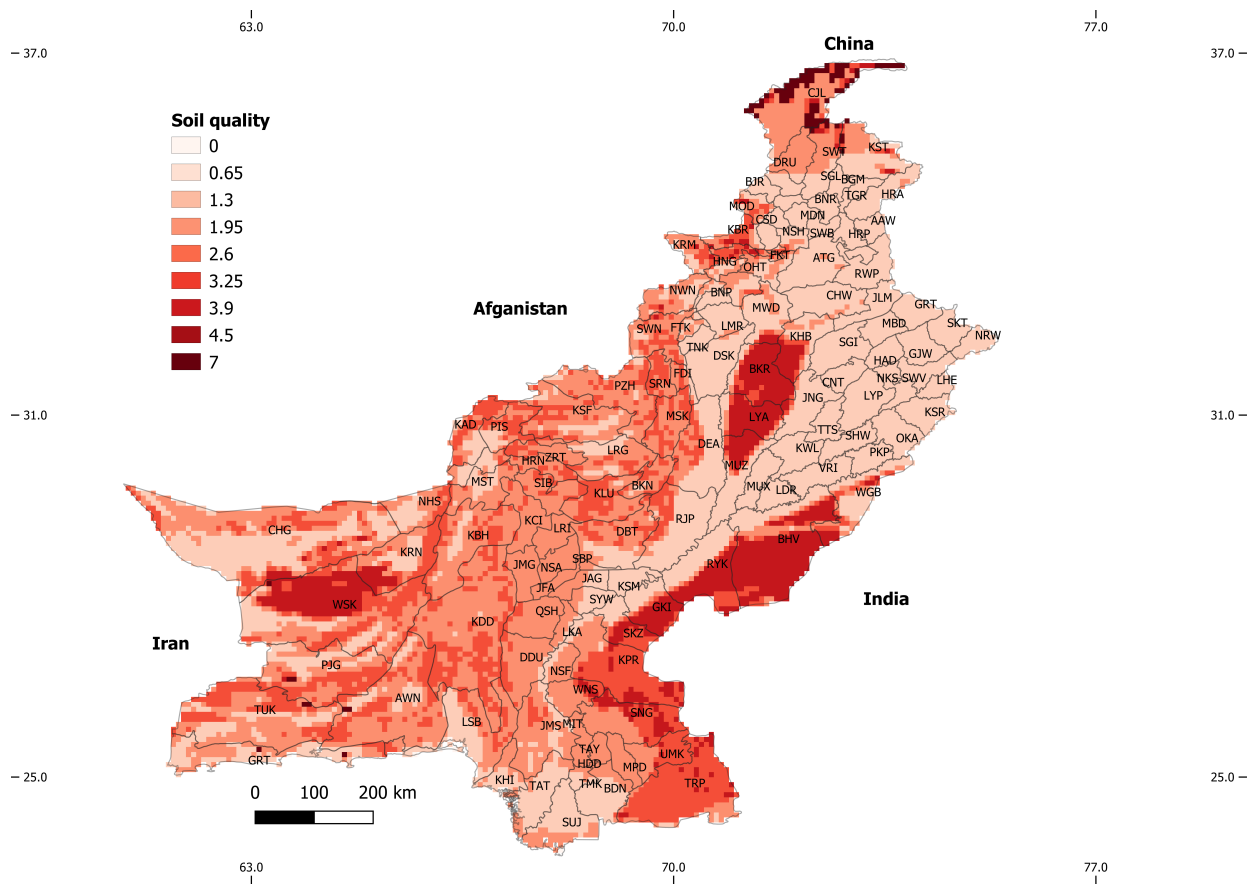 63.0 70.0 77.0
China
37.0 37.0
CJL
Soil quality
0
0.65
1.3
1.95
2.6
3.25
3.9
4.5
7
SWT KST
DRU
SGL BGM
BJR
BNR TGR HRA
MOD
CSD MDN AAW
KBR NSH SWB HRP
KRM
HNG OHT FKT ATG
RWP
NWN BNP
CHW JLM GRT
MWD
Afganistan
SWN FTK LMR
MBD SKT
KHB SGI NRW
TNK DSK
HAD GJW
BKR
FDI
PZH SRN
CNT NKS SWV LHE
JNG LYP
KSF MSK LYA
KSR
31.0 31.0
KAD PIS
TTS SHW OKA
DEA
LRG KWL PKP
HRN ZRT
MUZ VRI
MST SIB KLU BKN
MUX LDR WGB
NHS
CHG KCI LRI DBT RJP
KBH BHV
KRN
JMG NSA SBP RYK
JAG KSM
JFA SYW
WSK QSH GKI
India
KDD LKA SKZ
Iran
PJG DDU NSF KPR
WNS
TUK AWN SNG
LSB JMS MIT
TAY
GRT HDD MPD UMK
25.0 25.0
KHI TAT TMK BDN TRP
0 100 200 km
SUJ
63.0 70.0 77.0